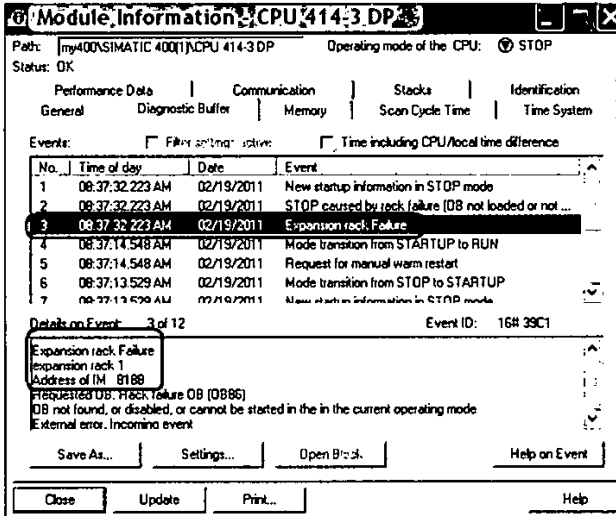 Module Information - CPU 414-3 DP
Path: my400\SIMATIC 400(1)\CPU 414-3 DP Operating mode of the CPU: STOP
Status: OK
Performance Data Communication Stacks Identification
General Diagnostic Buffer Memory Scan Cycle Time Time System
Events: Filter settings active Time including CPU/local time difference
No. Time of day Date Event
1 08:37:32.223 AM 02/19/2011 New startup information in STOP mode
2 08:37:32.223 AM 02/19/2011 STOP caused by rack failure (OB not loaded or not ...
3 08:37:32.223 AM 02/19/2011 Expansion rack Failure
4 08:37:14.548 AM 02/19/2011 Mode transition from STARTUP to RUN
5 08:37:14.548 AM 02/19/2011 Request for manual warm restart
6 08:37:13.529 AM 02/19/2011 Mode transition from STOP to STARTUP
7 08:37:13.529 AM 02/19/2011 New startup information in STOP mode
Details on Event: 3 of 12 Event ID: 16# 39C1
Expansion rack Failure
expansion rack 1
Address of IM 8188
Requested OB: Rack failure OB (OB86)
OB not found, or disabled, or cannot be started in the in the current operating mode
External error, Incoming event
Save As... Settings... Open Block Help on Event
Close Update Print... Help